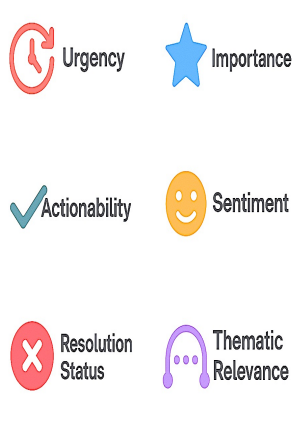 Urgency
Importance
Actionability
Sentiment
Resolution
Status
Thematic
Relevance